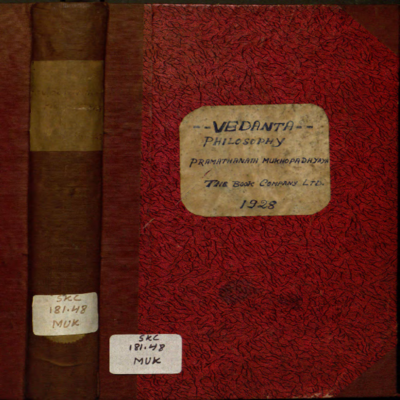 --VEDANTA--
PHILOSOPHY
PRAMATHANATH MUKHOPADHYAYA
THE BOOK COMPANY LTD.
1928
SKC
181.48
MUK
SKC
181.48
MUK